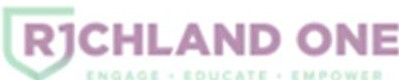 RICHLAND ONE
ENGAGE • EDUCATE • EMPOWER